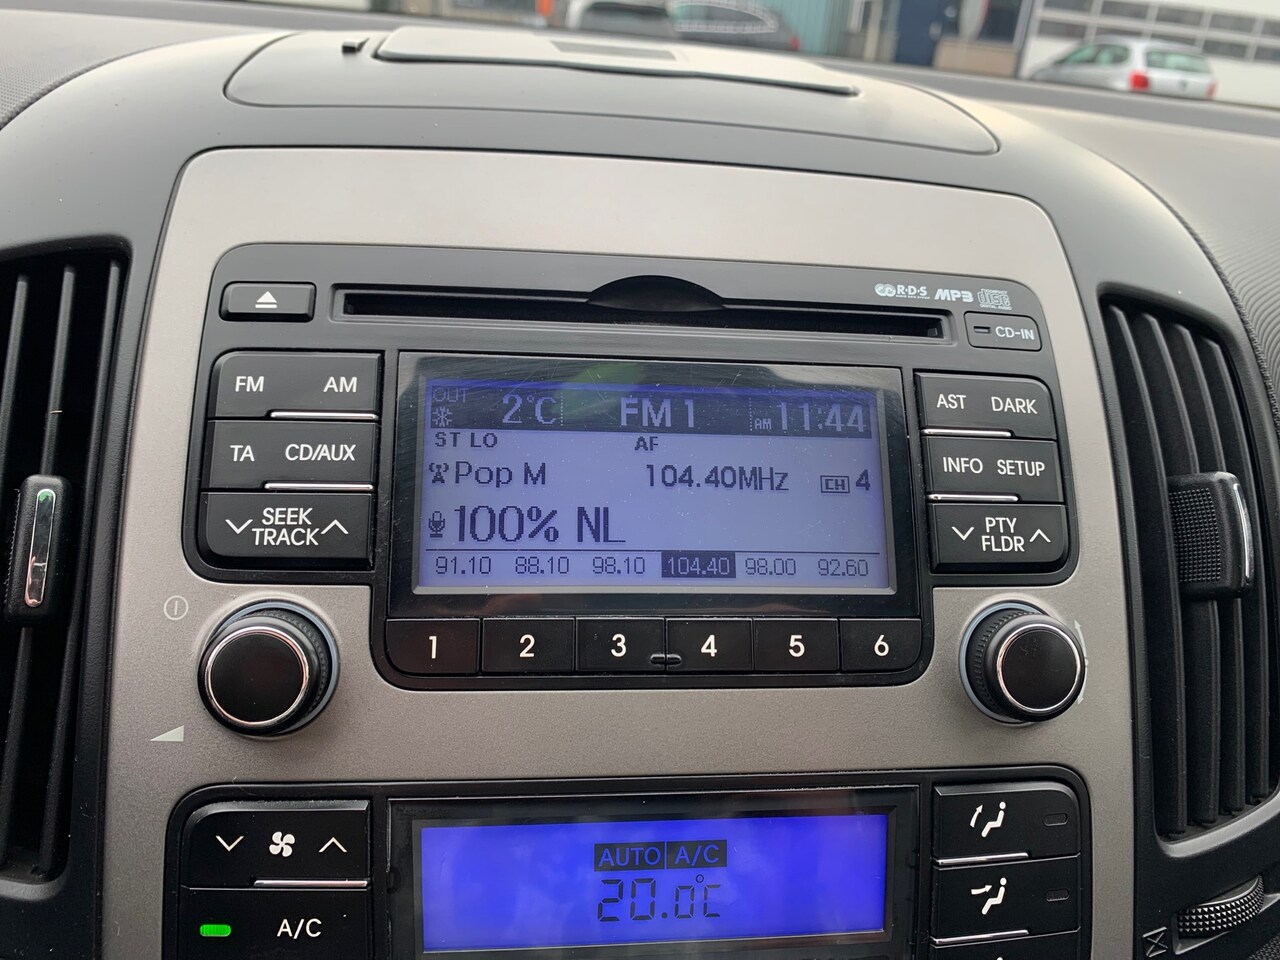 R·D·S MP3 disc
CD-IN
FM AM
TA CD/AUX
SEEK
TRACK
OUT 2°C FM 1 AM 11:44
ST LO AF
Pop M 104.40MHz CH 4
100% NL
91.10 88.10 98.10 104.40 98.00 92.60
AST DARK
INFO SETUP
PTY
FLDR
1 2 3 4 5 6
AUTO A/C
20.0°C
A/C